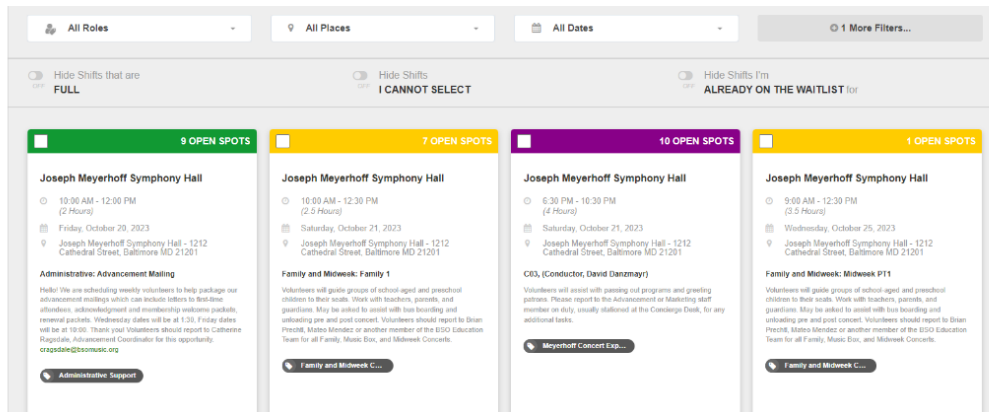 All Roles
All Places
All Dates
1 More Filters...
OFF
Hide Shifts that are
FULL
OFF
Hide Shifts
I CANNOT SELECT
OFF
Hide Shifts I'm
ALREADY ON THE WAITLIST for
9 OPEN SPOTS
Joseph Meyerhoff Symphony Hall
10:00 AM - 12:00 PM
(2 Hours)
Friday, October 20, 2023
Joseph Meyerhoff Symphony Hall - 1212
Cathedral Street, Baltimore MD 21201
Administrative: Advancement Mailing
Hello! We are scheduling weekly volunteers to help package our
advancement mailings which can include letters to first-time
attendees, acknowledgment and membership welcome packets,
renewal packets. Wednesday dates will be at 1:30, Friday dates
will be at 10:00. Thank you! Volunteers should report to Catherine
Ragsdale, Advancement Coordinator for this opportunity.
cragsdale@bsomusic.org
Administrative Support
7 OPEN SPOTS
Joseph Meyerhoff Symphony Hall
10:00 AM - 12:30 PM
(2.5 Hours)
Saturday, October 21, 2023
Joseph Meyerhoff Symphony Hall - 1212
Cathedral Street, Baltimore MD 21201
Family and Midweek: Family 1
Volunteers will guide groups of school-aged and preschool
children to their seats. Work with teachers, parents, and
guardians. May be asked to assist with bus boarding and
unloading pre and post concert. Volunteers should report to Brian
Prechtl, Mateo Mendez or another member of the BSO Education
Team for all Family, Music Box, and Midweek Concerts.
Family and Midweek C...
10 OPEN SPOTS
Joseph Meyerhoff Symphony Hall
6:30 PM - 10:30 PM
(4 Hours)
Saturday, October 21, 2023
Joseph Meyerhoff Symphony Hall - 1212
Cathedral Street, Baltimore MD 21201
C03, (Conductor, David Danzmayr)
Volunteers will assist with passing out programs and greeting
patrons. Please report to the Advancement or Marketing staff
member on duty, usually stationed at the Concierge Desk, for any
additional tasks.
Meyerhoff Concert Exp...
1 OPEN SPOTS
Joseph Meyerhoff Symphony Hall
9:00 AM - 12:30 PM
(3.5 Hours)
Wednesday, October 25, 2023
Joseph Meyerhoff Symphony Hall - 1212
Cathedral Street, Baltimore MD 21201
Family and Midweek: Midweek PT1
Volunteers will guide groups of school-aged and preschool
children to their seats. Work with teachers, parents, and
guardians. May be asked to assist with bus boarding and
unloading pre and post concert. Volunteers should report to Brian
Prechtl, Mateo Mendez or another member of the BSO Education
Team for all Family, Music Box, and Midweek Concerts.
Family and Midweek C...